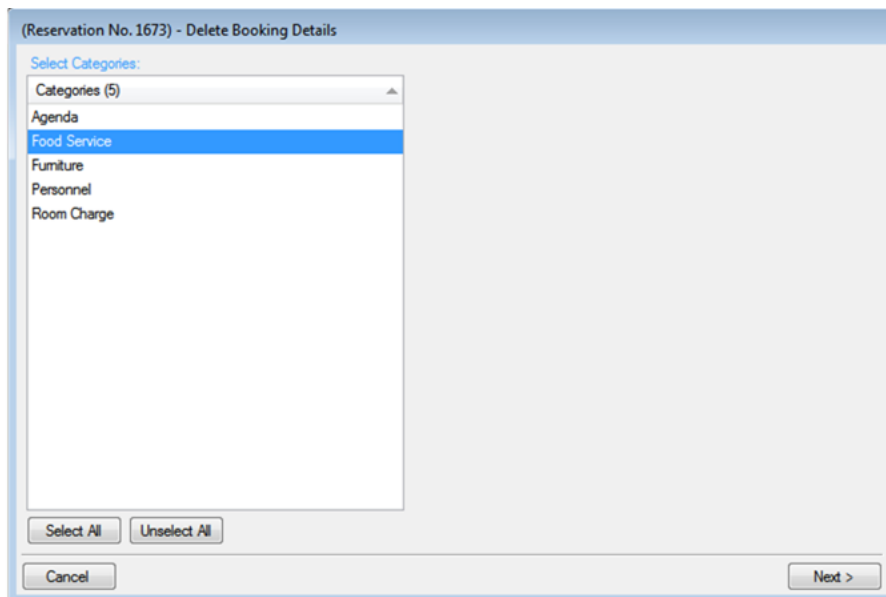 (Reservation No. 1673) - Delete Booking Details
Select Categories:
Categories (5)
Agenda
Food Service
Furniture
Personnel
Room Charge
Select All Unselect All
Cancel Next >